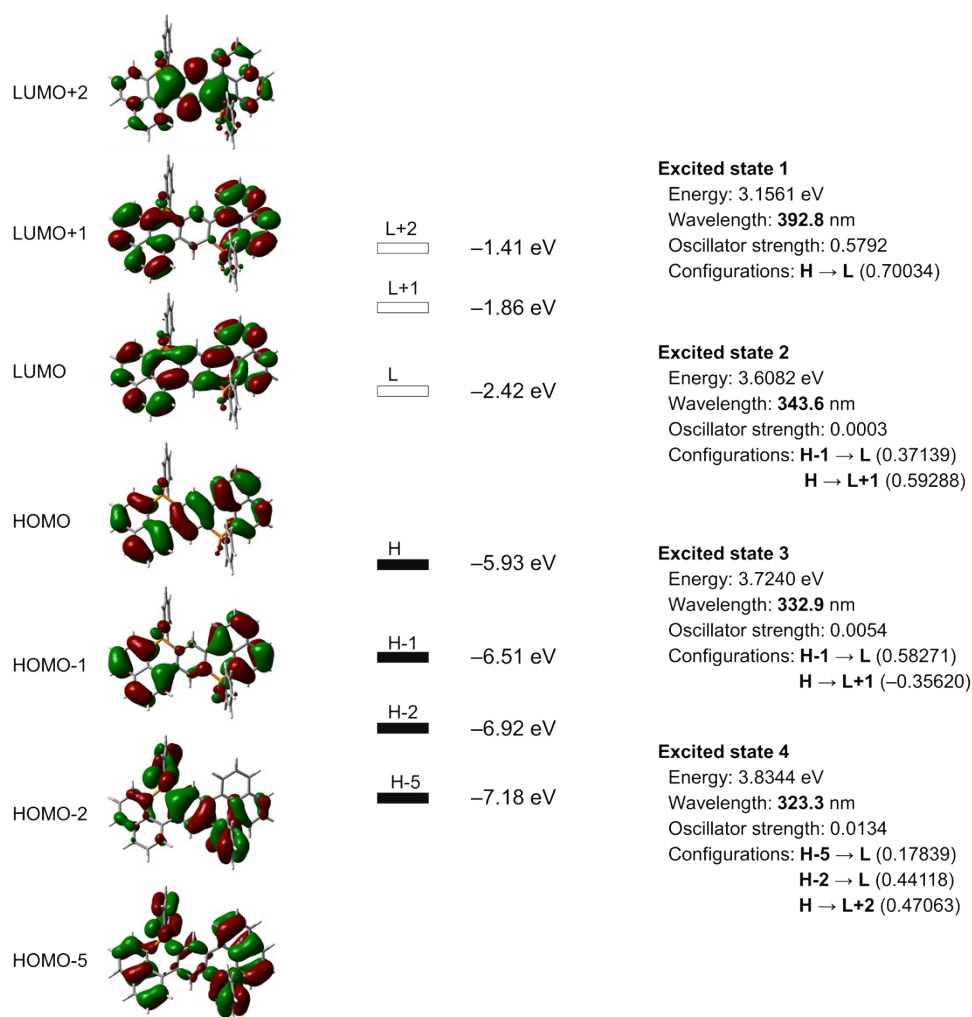 LUMO+2
LUMO+1
LUMO
HOMO
HOMO-1
HOMO-2
HOMO-5
L+2
–1.41 eV
L+1
–1.86 eV
L
–2.42 eV
H
–5.93 eV
H-1
–6.51 eV
H-2
–6.92 eV
H-5
–7.18 eV
Excited state 1
Energy: 3.1561 eV
Wavelength: 392.8 nm
Oscillator strength: 0.5792
Configurations: H → L (0.70034)
Excited state 2
Energy: 3.6082 eV
Wavelength: 343.6 nm
Oscillator strength: 0.0003
Configurations: H-1 → L (0.37139)
H → L+1 (0.59288)
Excited state 3
Energy: 3.7240 eV
Wavelength: 332.9 nm
Oscillator strength: 0.0054
Configurations: H-1 → L (0.58271)
H → L+1 (–0.35620)
Excited state 4
Energy: 3.8344 eV
Wavelength: 323.3 nm
Oscillator strength: 0.0134
Configurations: H-5 → L (0.17839)
H-2 → L (0.44118)
H → L+2 (0.47063)